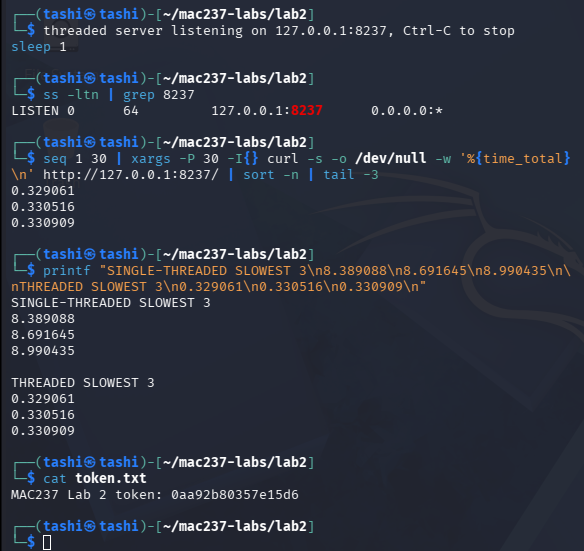 ┌──(tashi㉿tashi)-[~/mac237-labs/lab2]
└─$ threaded server listening on 127.0.0.1:8237, Ctrl-C to stop
sleep 1
┌──(tashi㉿tashi)-[~/mac237-labs/lab2]
└─$ ss -ltn | grep 8237
LISTEN 0      64         127.0.0.1:8237      0.0.0.0:*
┌──(tashi㉿tashi)-[~/mac237-labs/lab2]
└─$ seq 1 30 | xargs -P 30 -I{} curl -s -o /dev/null -w '%{time_total}
\n' http://127.0.0.1:8237/ | sort -n | tail -3
0.329061
0.330516
0.330909
┌──(tashi㉿tashi)-[~/mac237-labs/lab2]
└─$ printf "SINGLE-THREADED SLOWEST 3\n8.389088\n8.691645\n8.990435\n\
nTHREADED SLOWEST 3\n0.329061\n0.330516\n0.330909\n"
SINGLE-THREADED SLOWEST 3
8.389088
8.691645
8.990435
THREADED SLOWEST 3
0.329061
0.330516
0.330909
┌──(tashi㉿tashi)-[~/mac237-labs/lab2]
└─$ cat token.txt
MAC237 Lab 2 token: 0aa92b80357e15d6
┌──(tashi㉿tashi)-[~/mac237-labs/lab2]
└─$